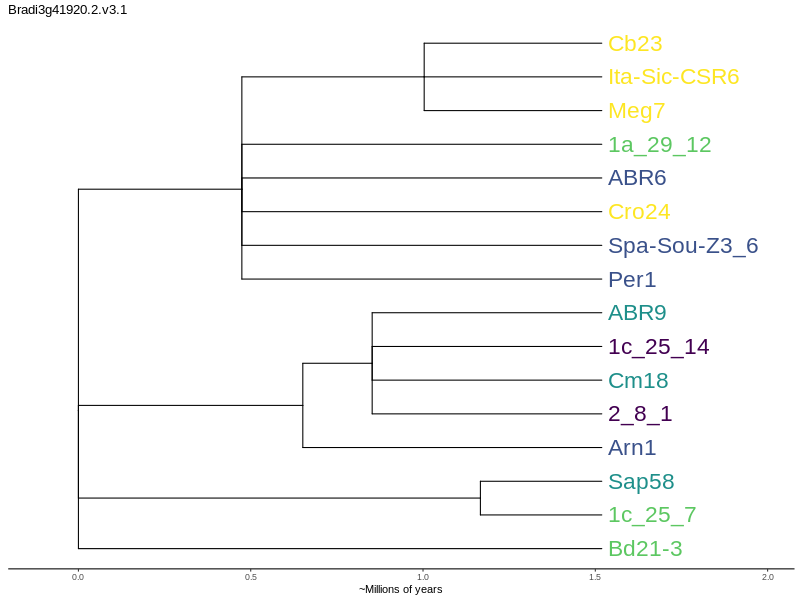 Bradi3g41920.2.v3.1
Cb23
Ita-Sic-CSR6
Meg7
1a_29_12
ABR6
Cro24
Spa-Sou-Z3_6
Per1
ABR9
1c_25_14
Cm18
2_8_1
Arn1
Sap58
1c_25_7
Bd21-3
0.0 0.5 1.0 1.5 2.0
~Millions of years